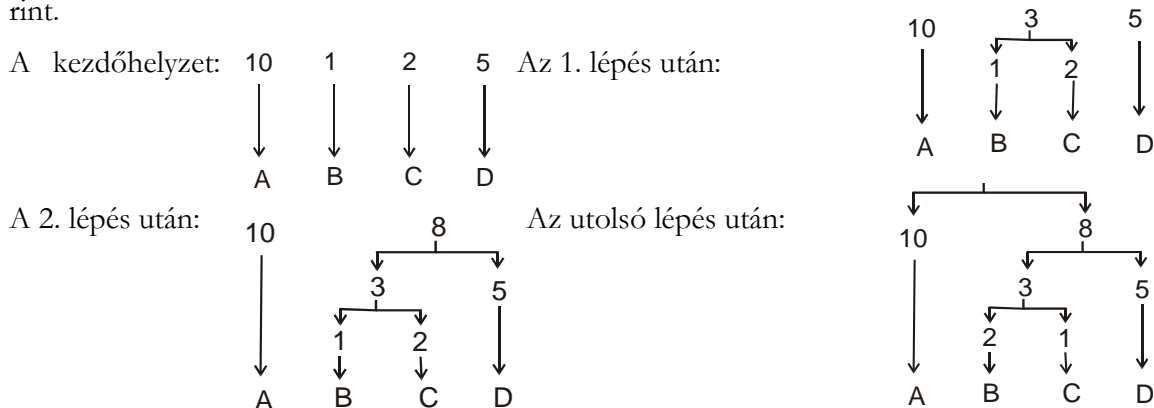 rint.
A kezdőhelyzet: 10 1 2 5
A B C D
Az 1. lépés után:
10 3 5
1 2
A B C D
A 2. lépés után:
10 8
3 5
1 2
A B C D
Az utolsó lépés után:
10 8
3 5
2 1
A B C D